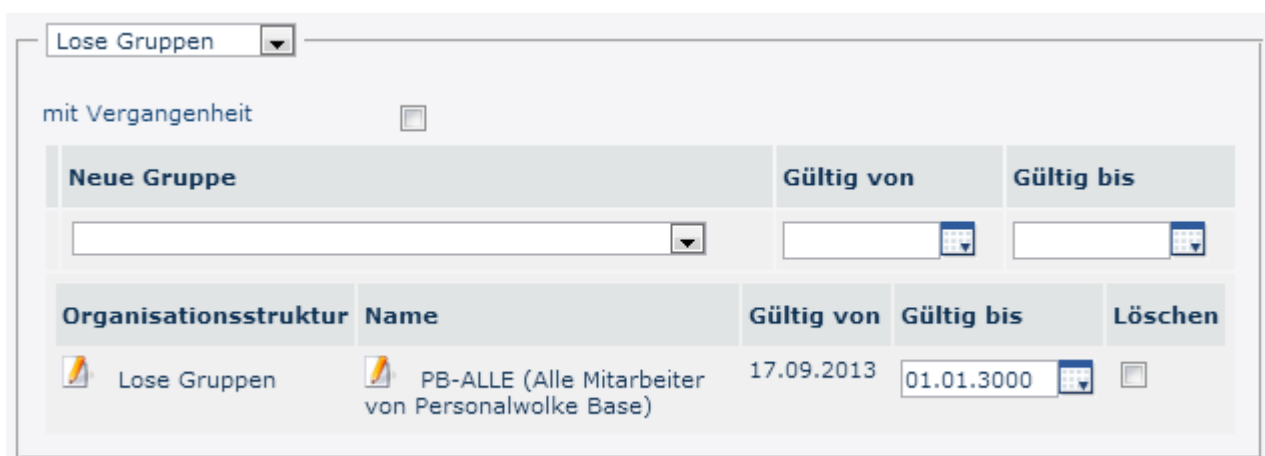 Lose Gruppen
mit Vergangenheit
Neue Gruppe Gültig von Gültig bis
Organisationsstruktur Name Gültig von Gültig bis Löschen
Lose Gruppen PB-ALLE (Alle Mitarbeiter 17.09.2013 01.01.3000
von Personalwolke Base)